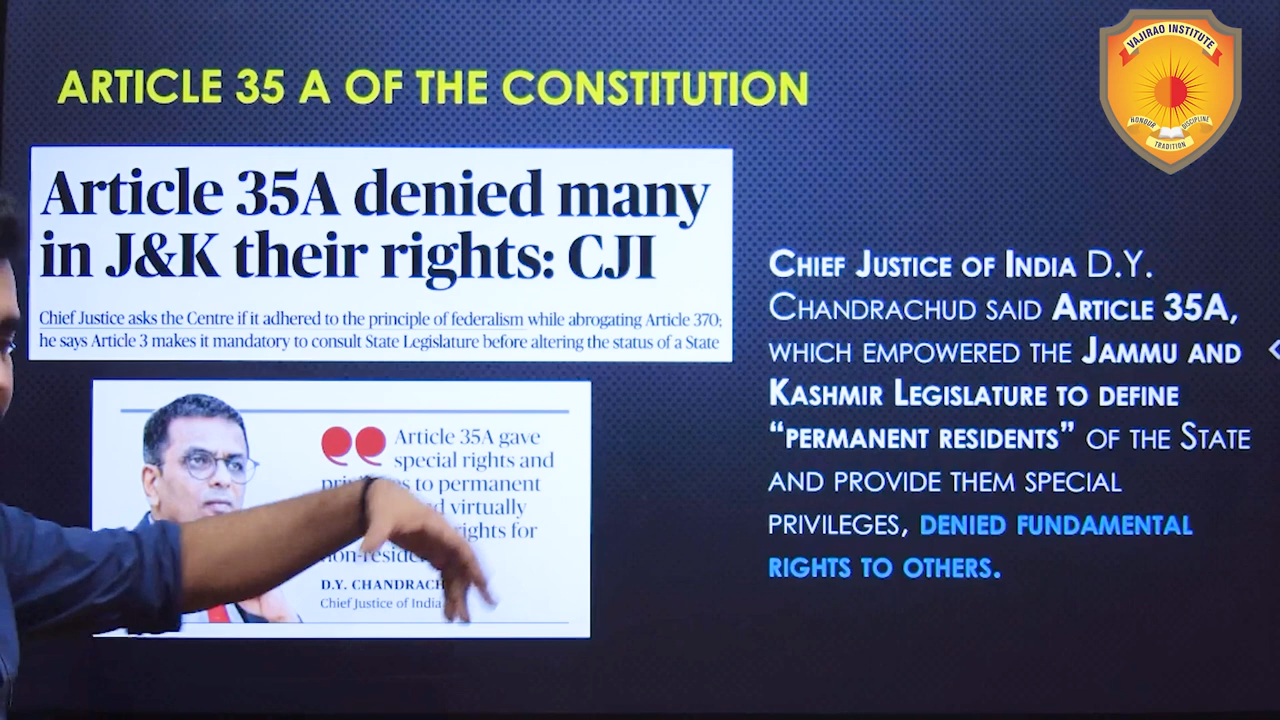 ARTICLE 35 A OF THE CONSTITUTION
VAJIRAO INSTITUTE
HONOUR
DISCIPLINE
TRADITION
Article 35A denied many
in J&K their rights: CJI
Chief Justice asks the Centre if it adhered to the principle of federalism while abrogating Article 370;
he says Article 3 makes it mandatory to consult State Legislature before altering the status of a State
Article 35A gave
special rights and
to permanent
virtually
rights for
D.Y.
Chief Justice of India
CHIEF JUSTICE OF INDIA D.Y.
CHANDRACHUD SAID ARTICLE 35A,
WHICH EMPOWERED THE JAMMU AND
KASHMIR LEGISLATURE TO DEFINE
“PERMANENT RESIDENTS” OF THE STATE
AND PROVIDE THEM SPECIAL
PRIVILEGES, DENIED FUNDAMENTAL
RIGHTS TO OTHERS.